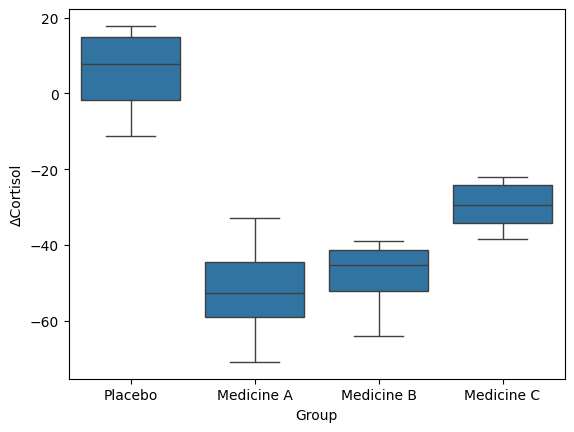 20
0
−20
−40
−60
ΔCortisol
Placebo
Medicine A
Medicine B
Medicine C
Group